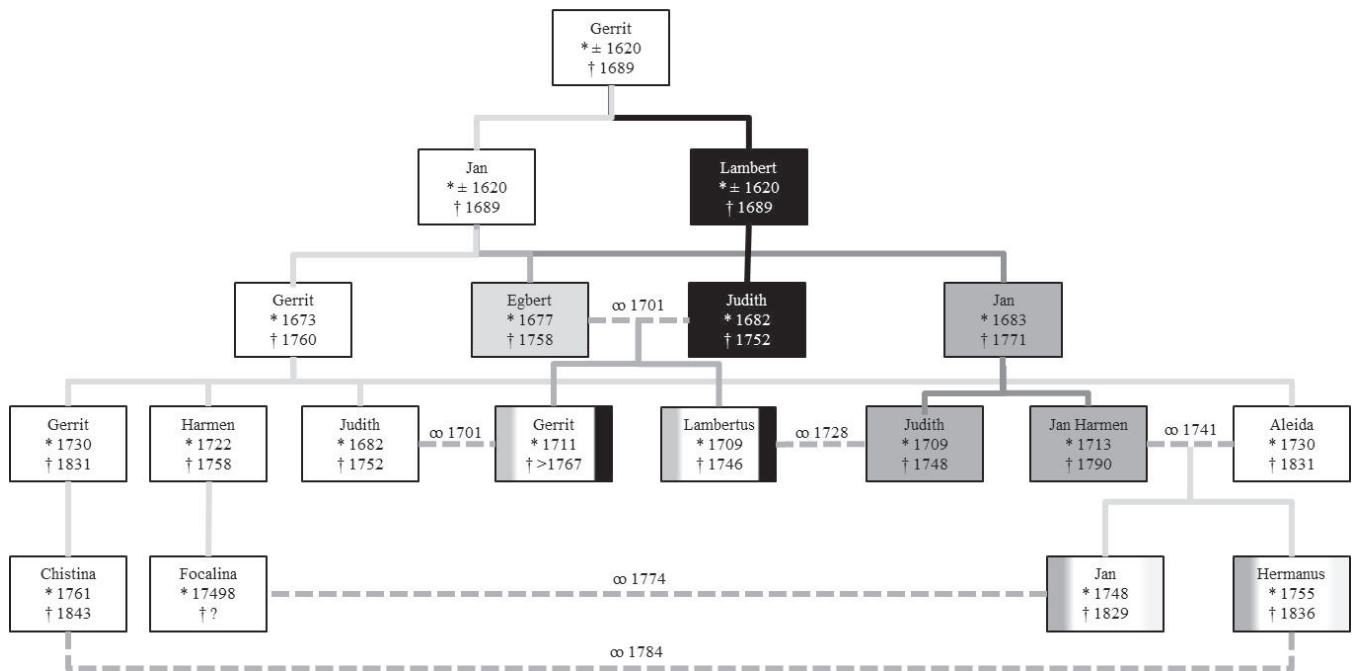 Gerrit
* ± 1620
† 1689
Jan
* ± 1620
† 1689
Lambert
* ± 1620
† 1689
Gerrit
* 1673
† 1760
Egbert
* 1677
† 1758
ꝏ 1701
Judith
* 1682
† 1752
Jan
* 1683
† 1771
Gerrit
* 1730
† 1831
Harmen
* 1722
† 1758
Judith
* 1682
† 1752
ꝏ 1701
Gerrit
* 1711
† >1767
Lambertus
* 1709
† 1746
ꝏ 1728
Judith
* 1709
† 1748
Jan Harmen
* 1713
† 1790
ꝏ 1741
Aleida
* 1730
† 1831
Chistina
* 1761
† 1843
Focalina
* 17498
† ?
ꝏ 1774
Jan
* 1748
† 1829
Hermanus
* 1755
† 1836
ꝏ 1784